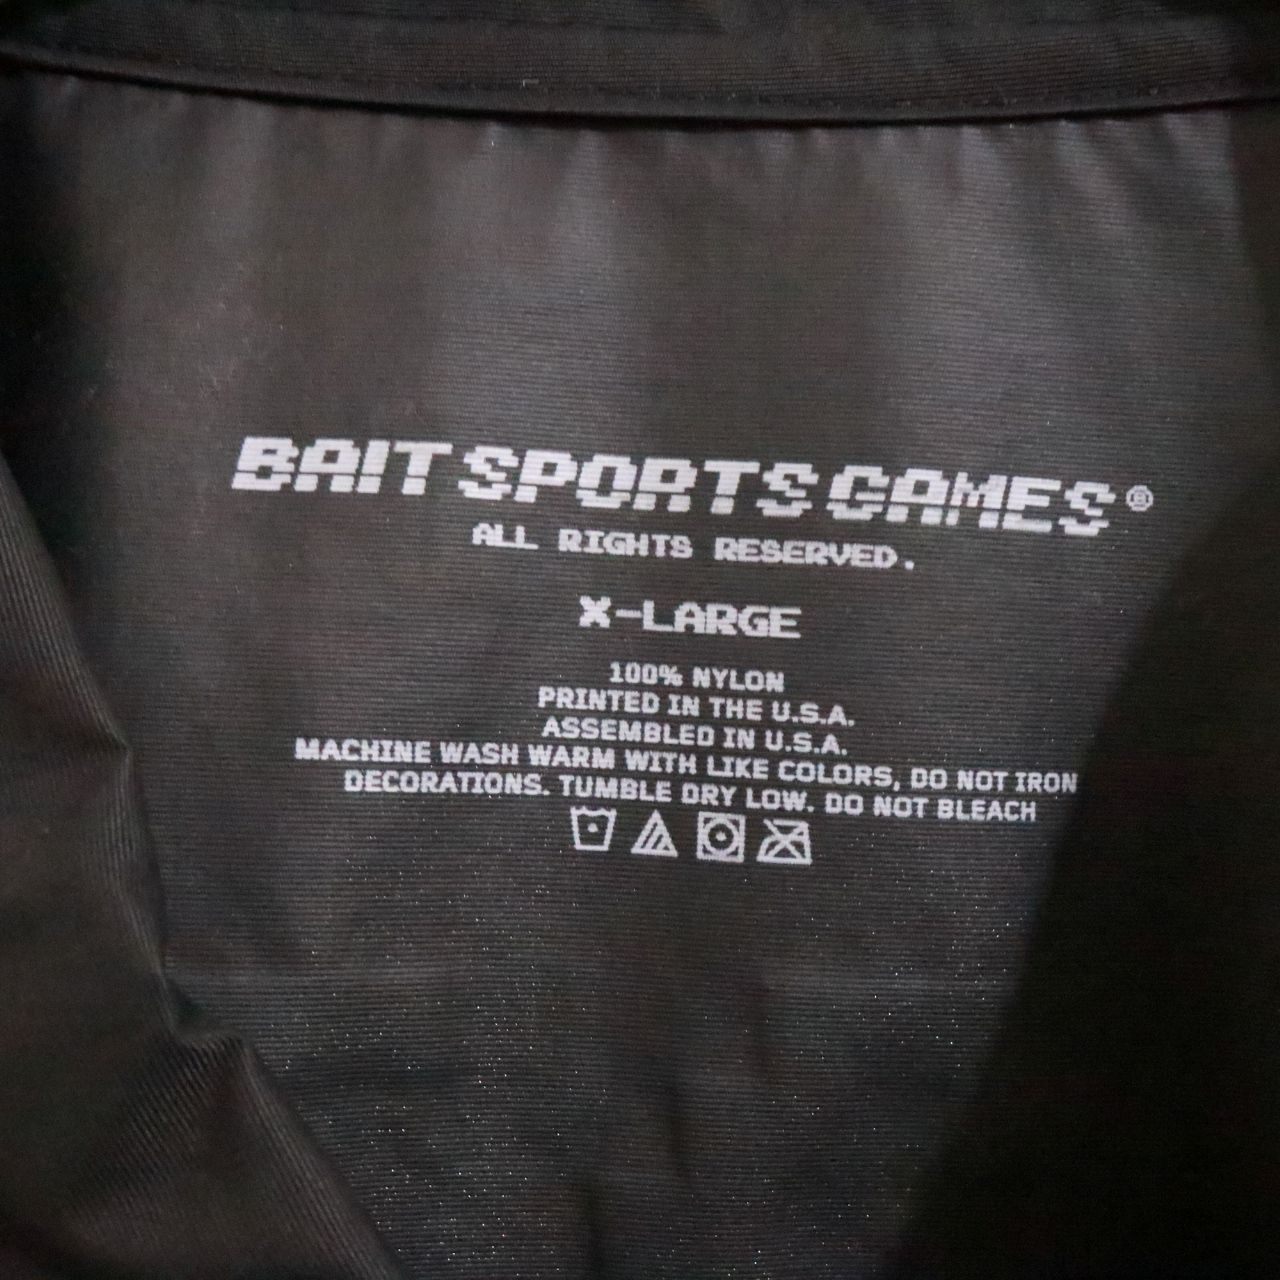 BAIT SPORTS GAMES®
ALL RIGHTS RESERVED.
X-LARGE
100% NYLON
PRINTED IN THE U.S.A.
ASSEMBLED IN U.S.A.
MACHINE WASH WARM WITH LIKE COLORS, DO NOT IRON
DECORATIONS. TUMBLE DRY LOW. DO NOT BLEACH